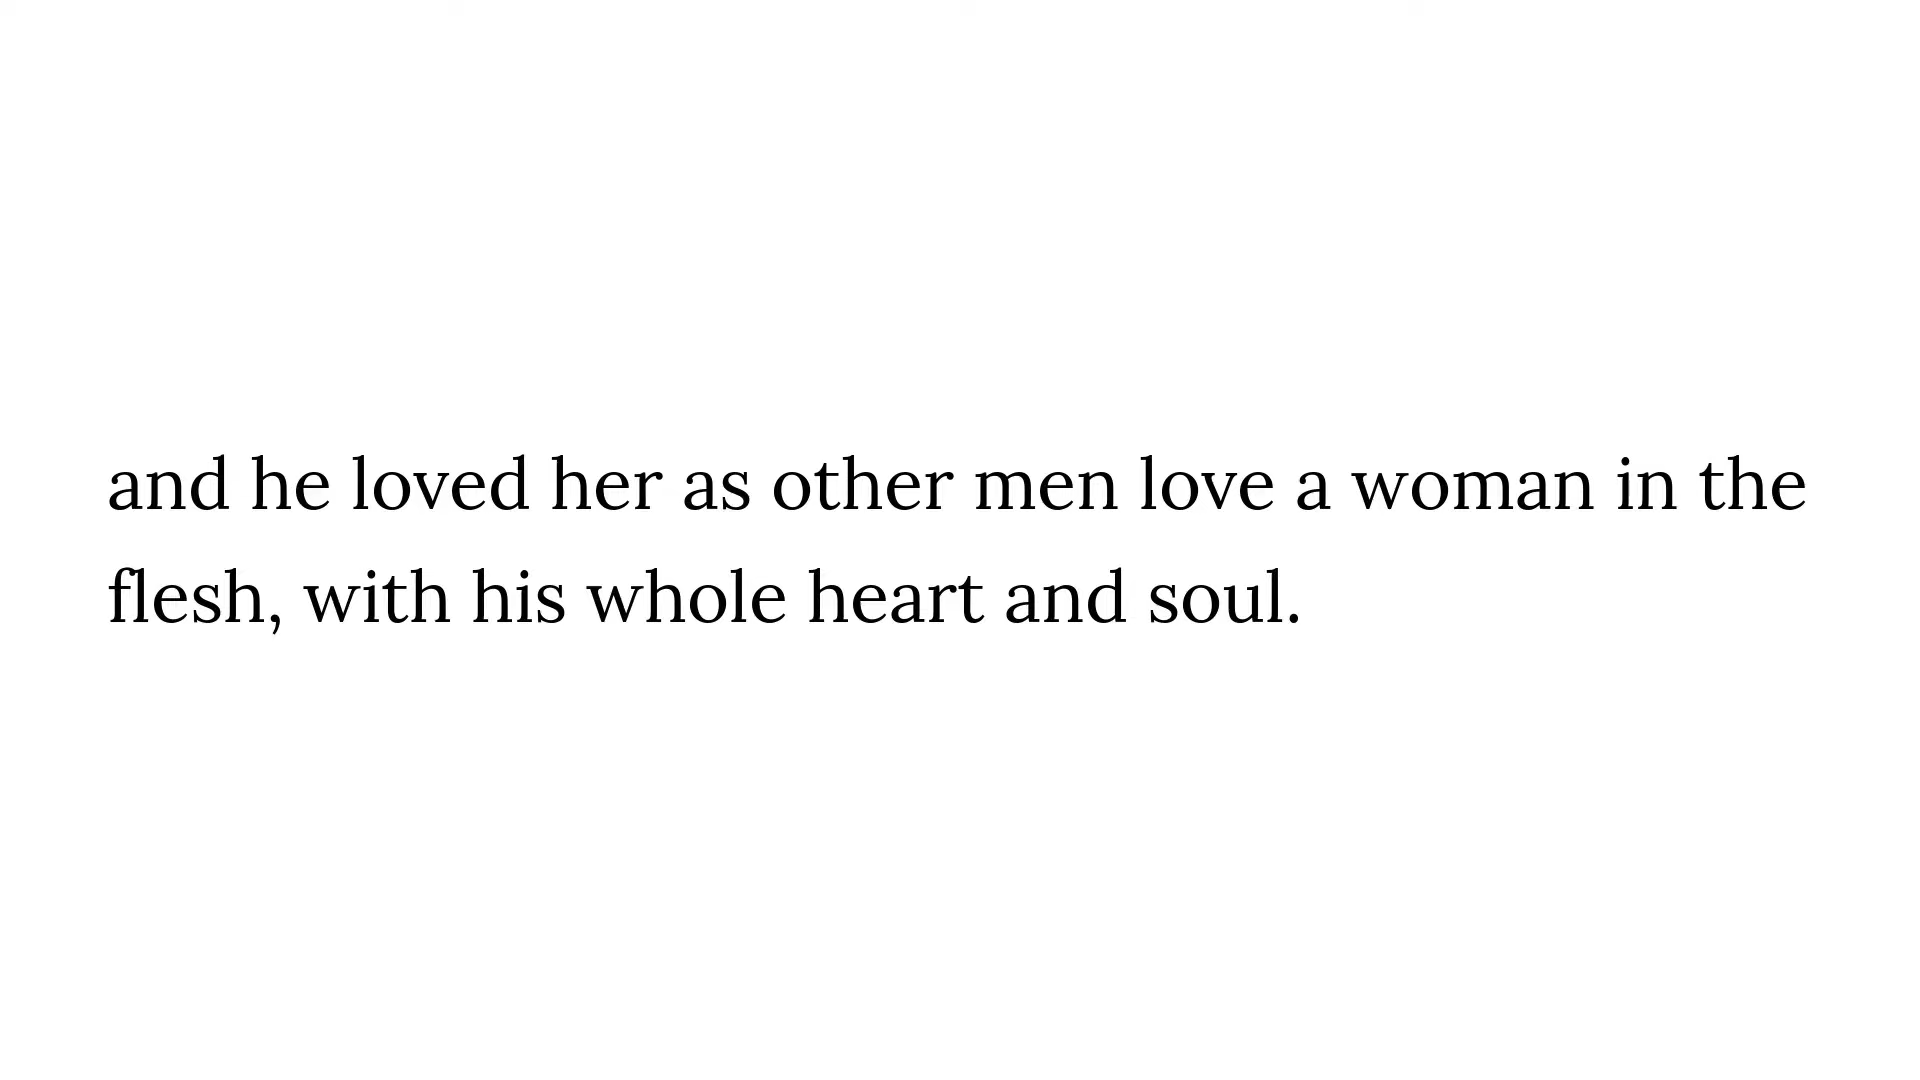 and he loved her as other men love a woman in the
flesh, with his whole heart and soul.